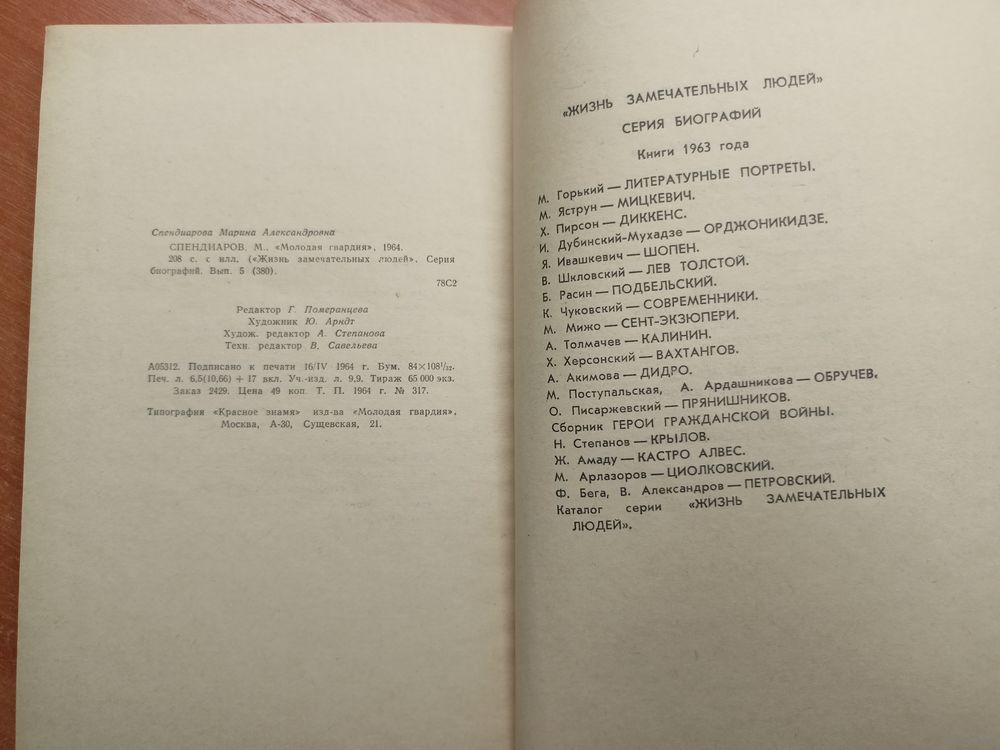 Спендиарова Марина Александровна
СПЕНДИАРОВ, М., «Молодая гвардия», 1964.
208 с. с илл. («Жизнь замечательных людей». Серия
биографий. Вып. 5 (380).
78С2
Редактор Г. Померанцева
Художник Ю. Арндт
Худож. редактор А. Степанова
Техн. редактор В. Савельева
А05312. Подписано к печати 16/IV 1964 г. Бум. 84×108¹/₃₂.
Печ. л. 6,5(10,66) + 17 вкл. Уч.-изд. л. 9,9. Тираж 65 000 экз.
Заказ 2429. Цена 49 коп. Т. П. 1964 г. № 317.
Типография «Красное знамя» изд-ва «Молодая гвардия».
Москва, А-30, Сущевская, 21.
«ЖИЗНЬ ЗАМЕЧАТЕЛЬНЫХ ЛЮДЕЙ»
СЕРИЯ БИОГРАФИЙ
Книги 1963 года
М. Горький — ЛИТЕРАТУРНЫЕ ПОРТРЕТЫ.
М. Яструн — МИЦКЕВИЧ.
Х. Пирсон — ДИККЕНС.
И. Дубинский-Мухадзе — ОРДЖОНИКИДЗЕ.
Я. Ивашкевич — ШОПЕН.
В. Шкловский — ЛЕВ ТОЛСТОЙ.
Б. Расин — ПОДБЕЛЬСКИЙ.
К. Чуковский — СОВРЕМЕННИКИ.
М. Мижо — СЕНТ-ЭКЗЮПЕРИ.
А. Толмачев — КАЛИНИН.
Х. Херсонский — ВАХТАНГОВ.
А. Акимова — ДИДРО.
М. Поступальская, А. Ардашникова — ОБРУЧЕВ.
О. Писаржевский — ПРЯНИШНИКОВ.
Сборник ГЕРОИ ГРАЖДАНСКОЙ ВОЙНЫ.
Н. Степанов — КРЫЛОВ.
Ж. Амаду — КАСТРО АЛВЕС.
М. Арлазоров — ЦИОЛКОВСКИЙ.
Ф. Бега, В. Александров — ПЕТРОВСКИЙ.
Каталог серии «ЖИЗНЬ ЗАМЕЧАТЕЛЬНЫХ
ЛЮДЕЙ».